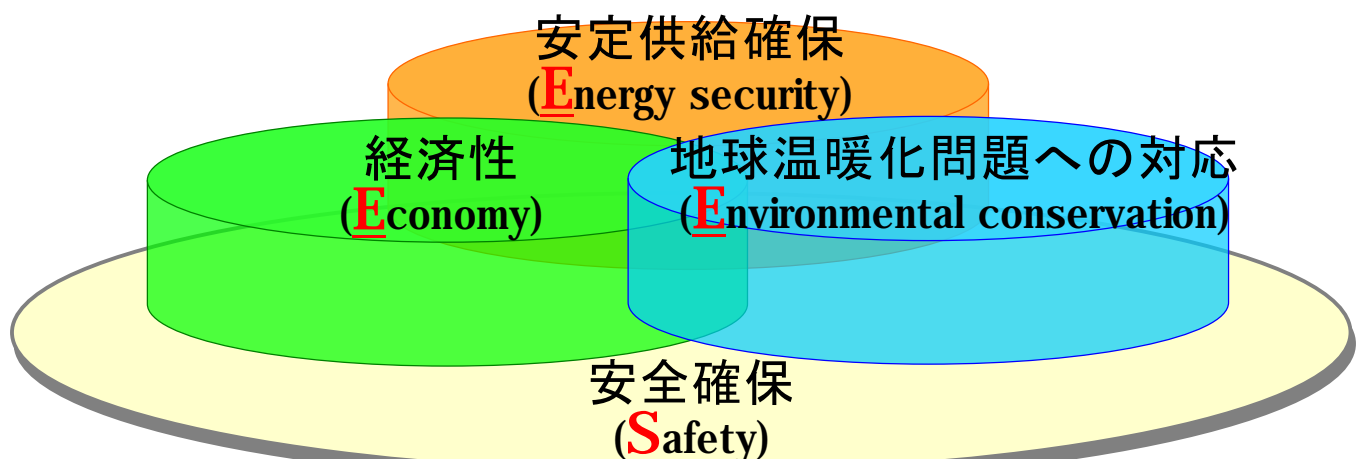 安定供給確保
(Energy security)
経済性
(Economy)
地球温暖化問題への対応
(Environmental conservation)
安全確保
(Safety)